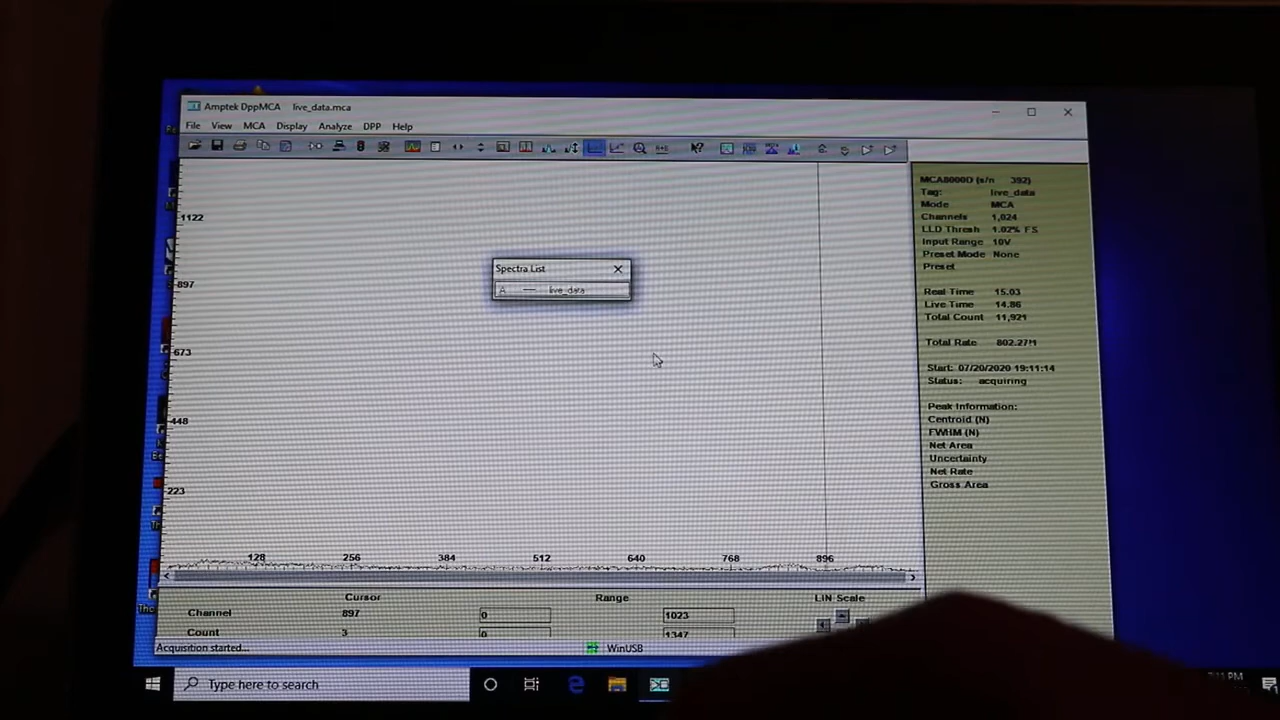 Amptek DppMCA live_data.mca
File View MCA Display Analyze DPP Help
1122
897
673
448
223
128 256 384 512 640 768 896
Spectra List
A live_data
MCA8000D (s/n 392)
Tag: live_data
Mode MCA
Channels 1,024
LLD Thresh 1.02% FS
Input Range 10V
Preset Mode None
Preset
Real Time 15.03
Live Time 14.86
Total Count 11,921
Total Rate
Start: 07/20/2020 19:11:14
Status: acquiring
Peak Information:
Centroid (N)
FWHM (N)
Net Area
Uncertainty
Net Rate
Gross Area
Cursor Range LIN Scale
Channel 897 0 1023
Count 3 0 1347
Acquisition started... WinUSB
Type here to search
PM